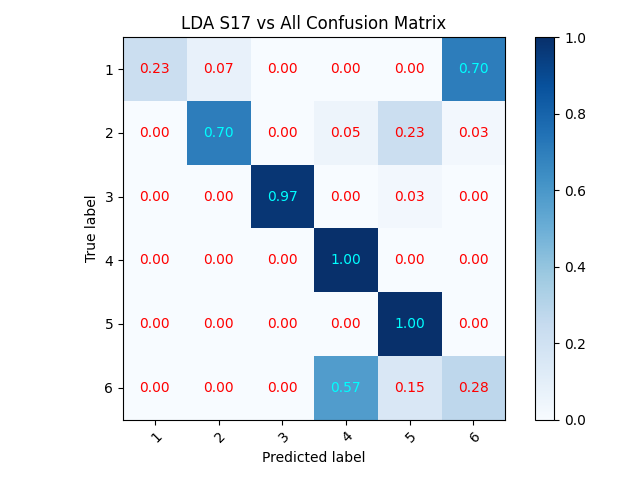 LDA S17 vs All Confusion Matrix
True label
1 0.23 0.07 0.00 0.00 0.00 0.70
2 0.00 0.70 0.00 0.05 0.23 0.03
3 0.00 0.00 0.97 0.00 0.03 0.00
4 0.00 0.00 0.00 1.00 0.00 0.00
5 0.00 0.00 0.00 0.00 1.00 0.00
6 0.00 0.00 0.00 0.57 0.15 0.28
1 2 3 4 5 6
Predicted label
1.0
0.8
0.6
0.4
0.2
0.0